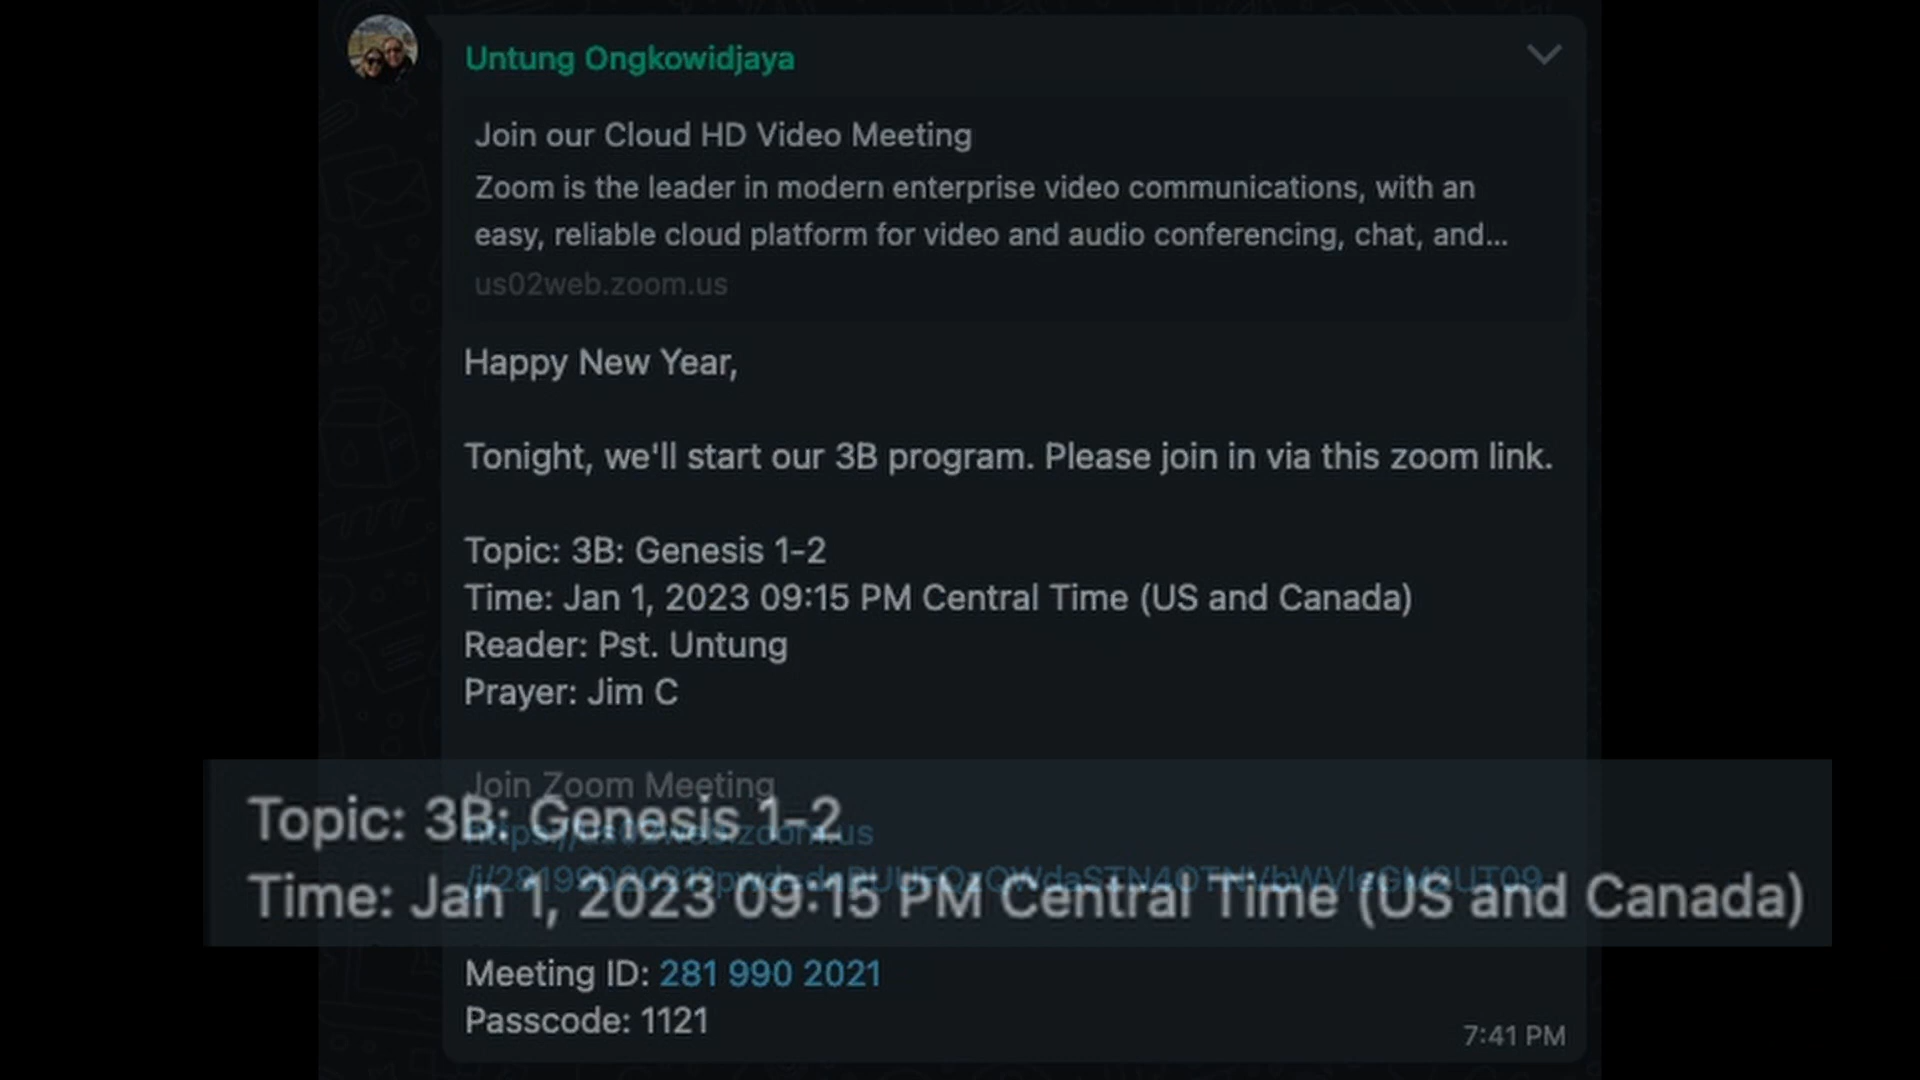 Untung Ongkowidjaya
Join our Cloud HD Video Meeting
Zoom is the leader in modern enterprise video communications, with an
easy, reliable cloud platform for video and audio conferencing, chat, and...
us02web.zoom.us
Happy New Year,
Tonight, we'll start our 3B program. Please join in via this zoom link.
Topic: 3B: Genesis 1-2
Time: Jan 1, 2023 09:15 PM Central Time (US and Canada)
Reader: Pst. Untung
Prayer: Jim C
Join Zoom Meeting
Topic: 3B: Genesis 1-2
https://us02web.zoom.us
Time: Jan 1, 2023 09:15 PM Central Time (US and Canada)
Meeting ID: 281 990 2021
Passcode: 1121
7:41 PM